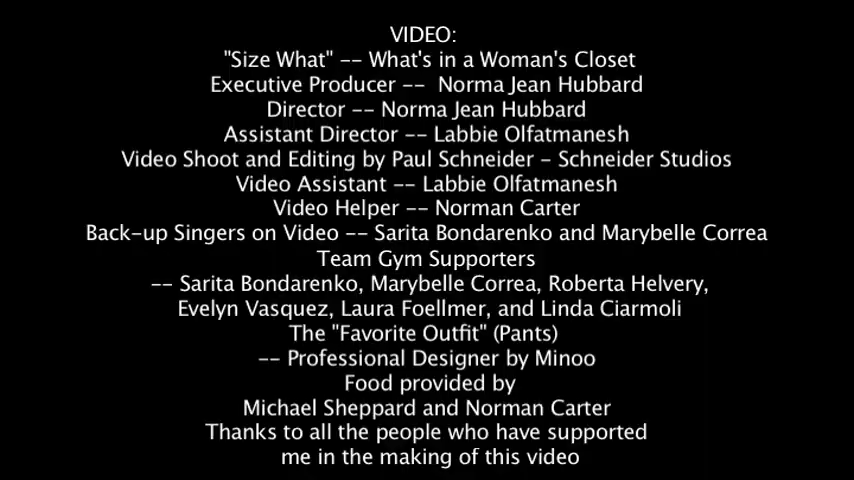 VIDEO:
"Size What" -- What's in a Woman's Closet
Executive Producer --  Norma Jean Hubbard
Director -- Norma Jean Hubbard
Assistant Director -- Labbie Olfatmanesh
Video Shoot and Editing by Paul Schneider - Schneider Studios
Video Assistant -- Labbie Olfatmanesh
Video Helper -- Norman Carter
Back-up Singers on Video -- Sarita Bondarenko and Marybelle Correa
Team Gym Supporters
-- Sarita Bondarenko, Marybelle Correa, Roberta Helvery,
Evelyn Vasquez, Laura Foellmer, and Linda Ciarmoli
The "Favorite Outfit" (Pants)
-- Professional Designer by Minoo
Food provided by
Michael Sheppard and Norman Carter
Thanks to all the people who have supported
me in the making of this video